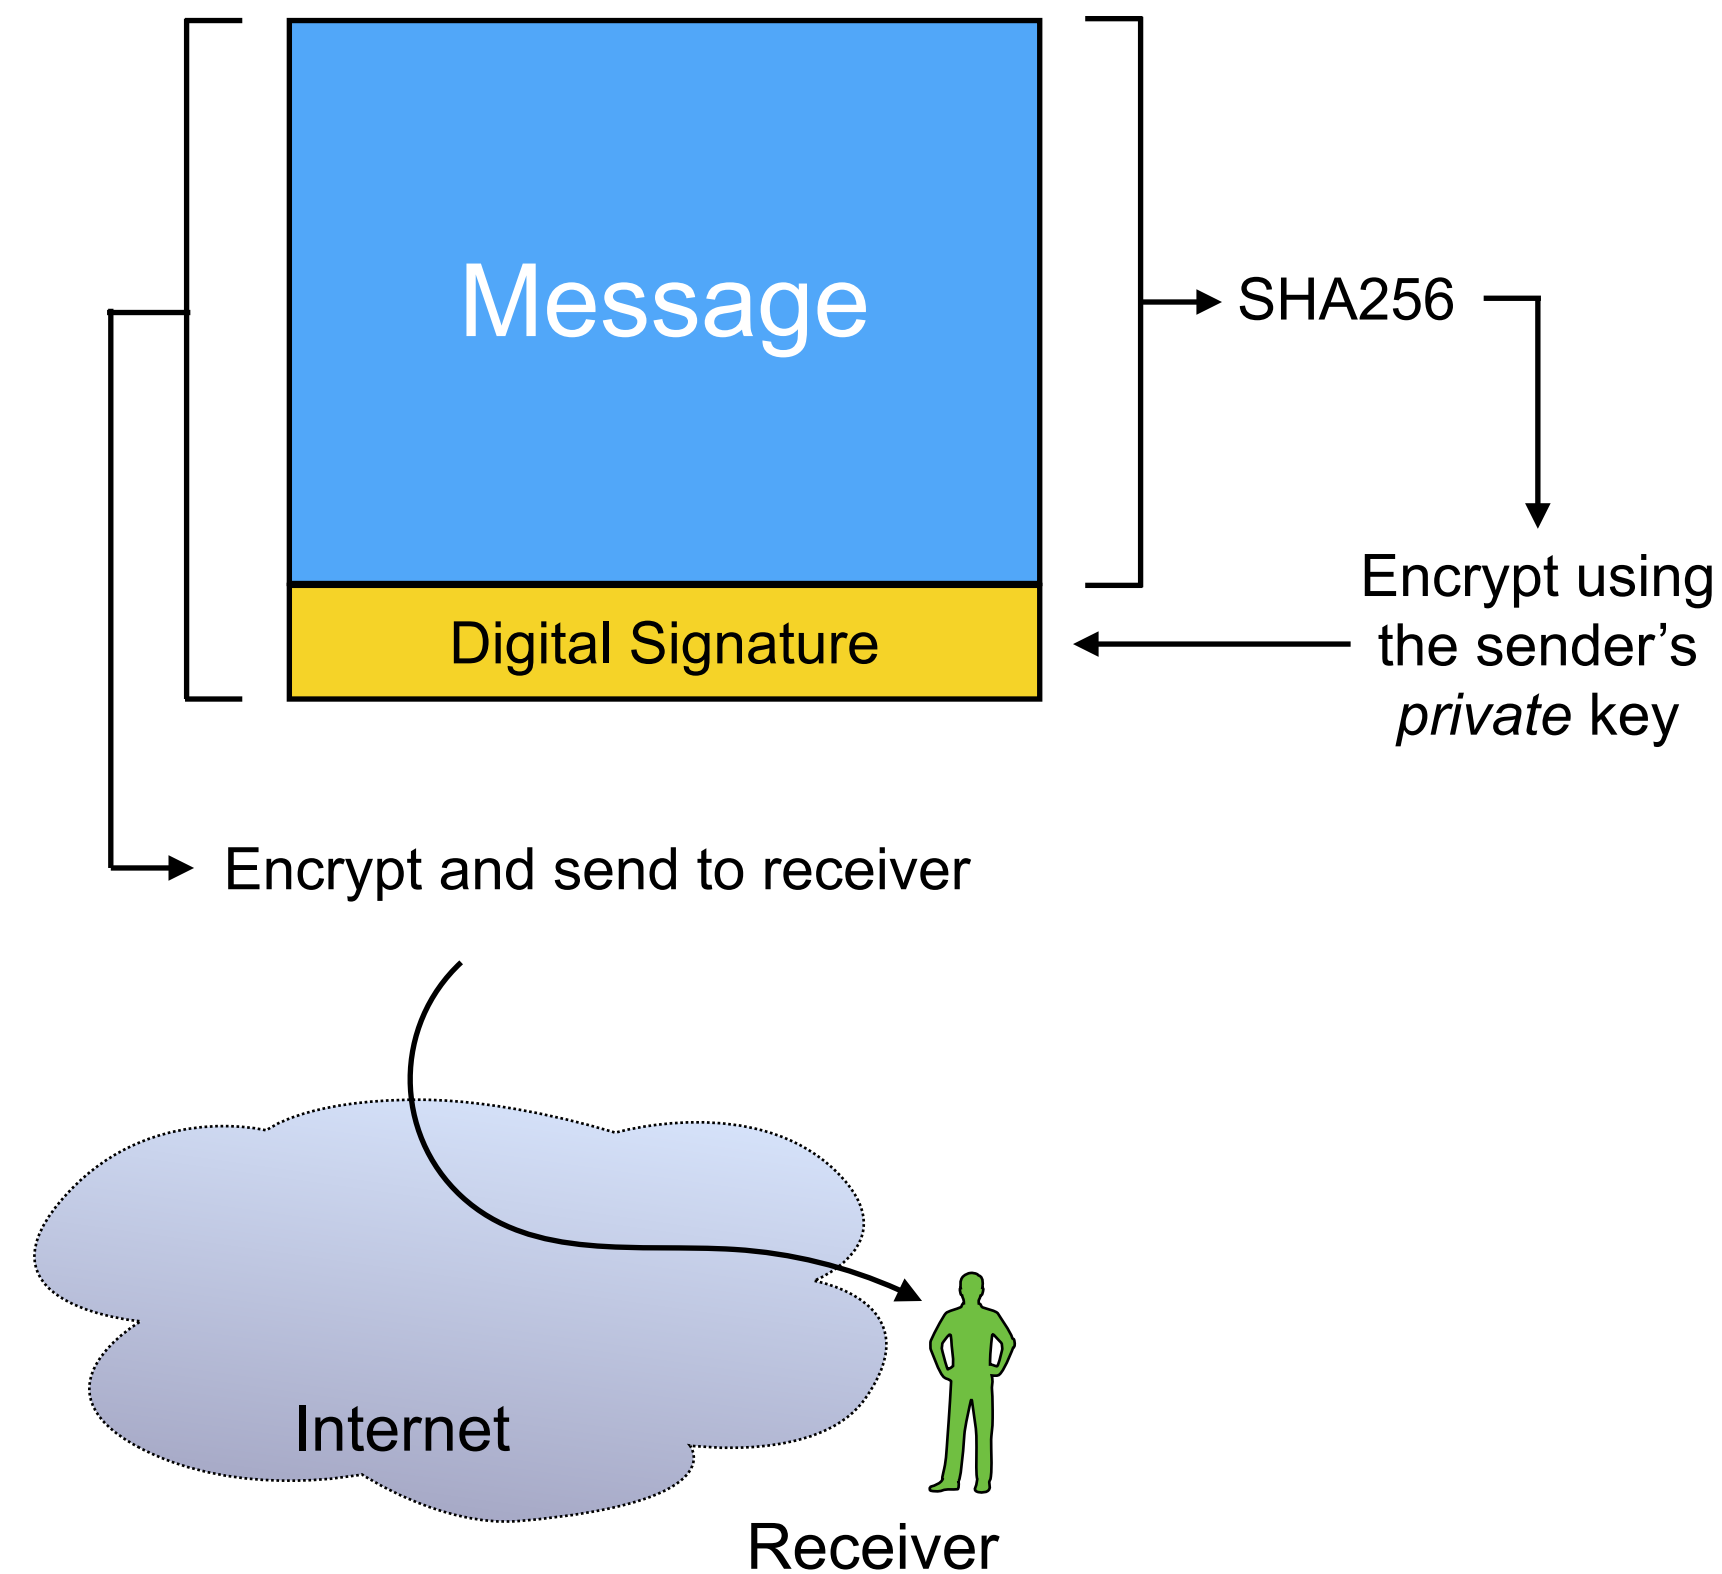 Message
SHA256
Encrypt using
the sender’s
private key
Digital Signature
Encrypt and send to receiver
Internet
Receiver